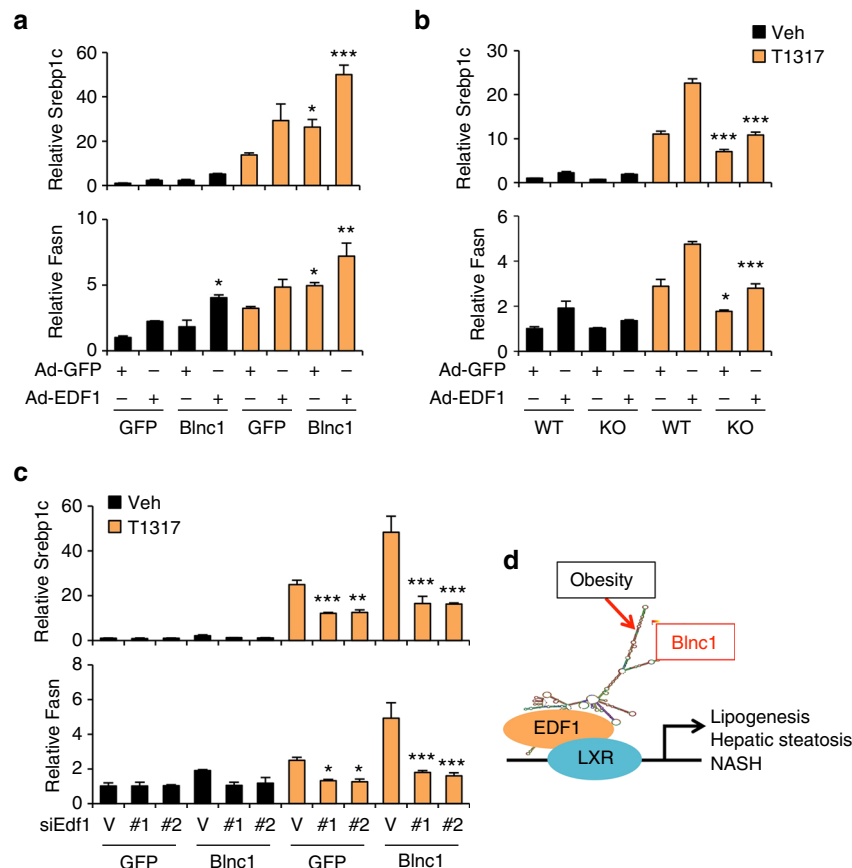 a
Relative Srebp1c
60
40
20
0
*
***
Relative Fasn
10
5
0
*
*
**
Ad-GFP + − + − + − + −
Ad-EDF1 − + − + − + − +
GFP Blnc1 GFP Blnc1
b
Veh
T1317
Relative Srebp1c
30
20
10
0
***
***
Relative Fasn
6
4
2
0
*
***
Ad-GFP + − + − + − + −
Ad-EDF1 − + − + − + − +
WT KO WT KO
c
Veh
T1317
Relative Srebp1c
60
40
20
0
*** ** *** ***
Relative Fasn
8
6
4
2
0
* * *** ***
siEdf1 V #1 #2 V #1 #2 V #1 #2 V #1 #2
GFP Blnc1 GFP Blnc1
d
Obesity
Blnc1
EDF1
LXR
Lipogenesis
Hepatic steatosis
NASH